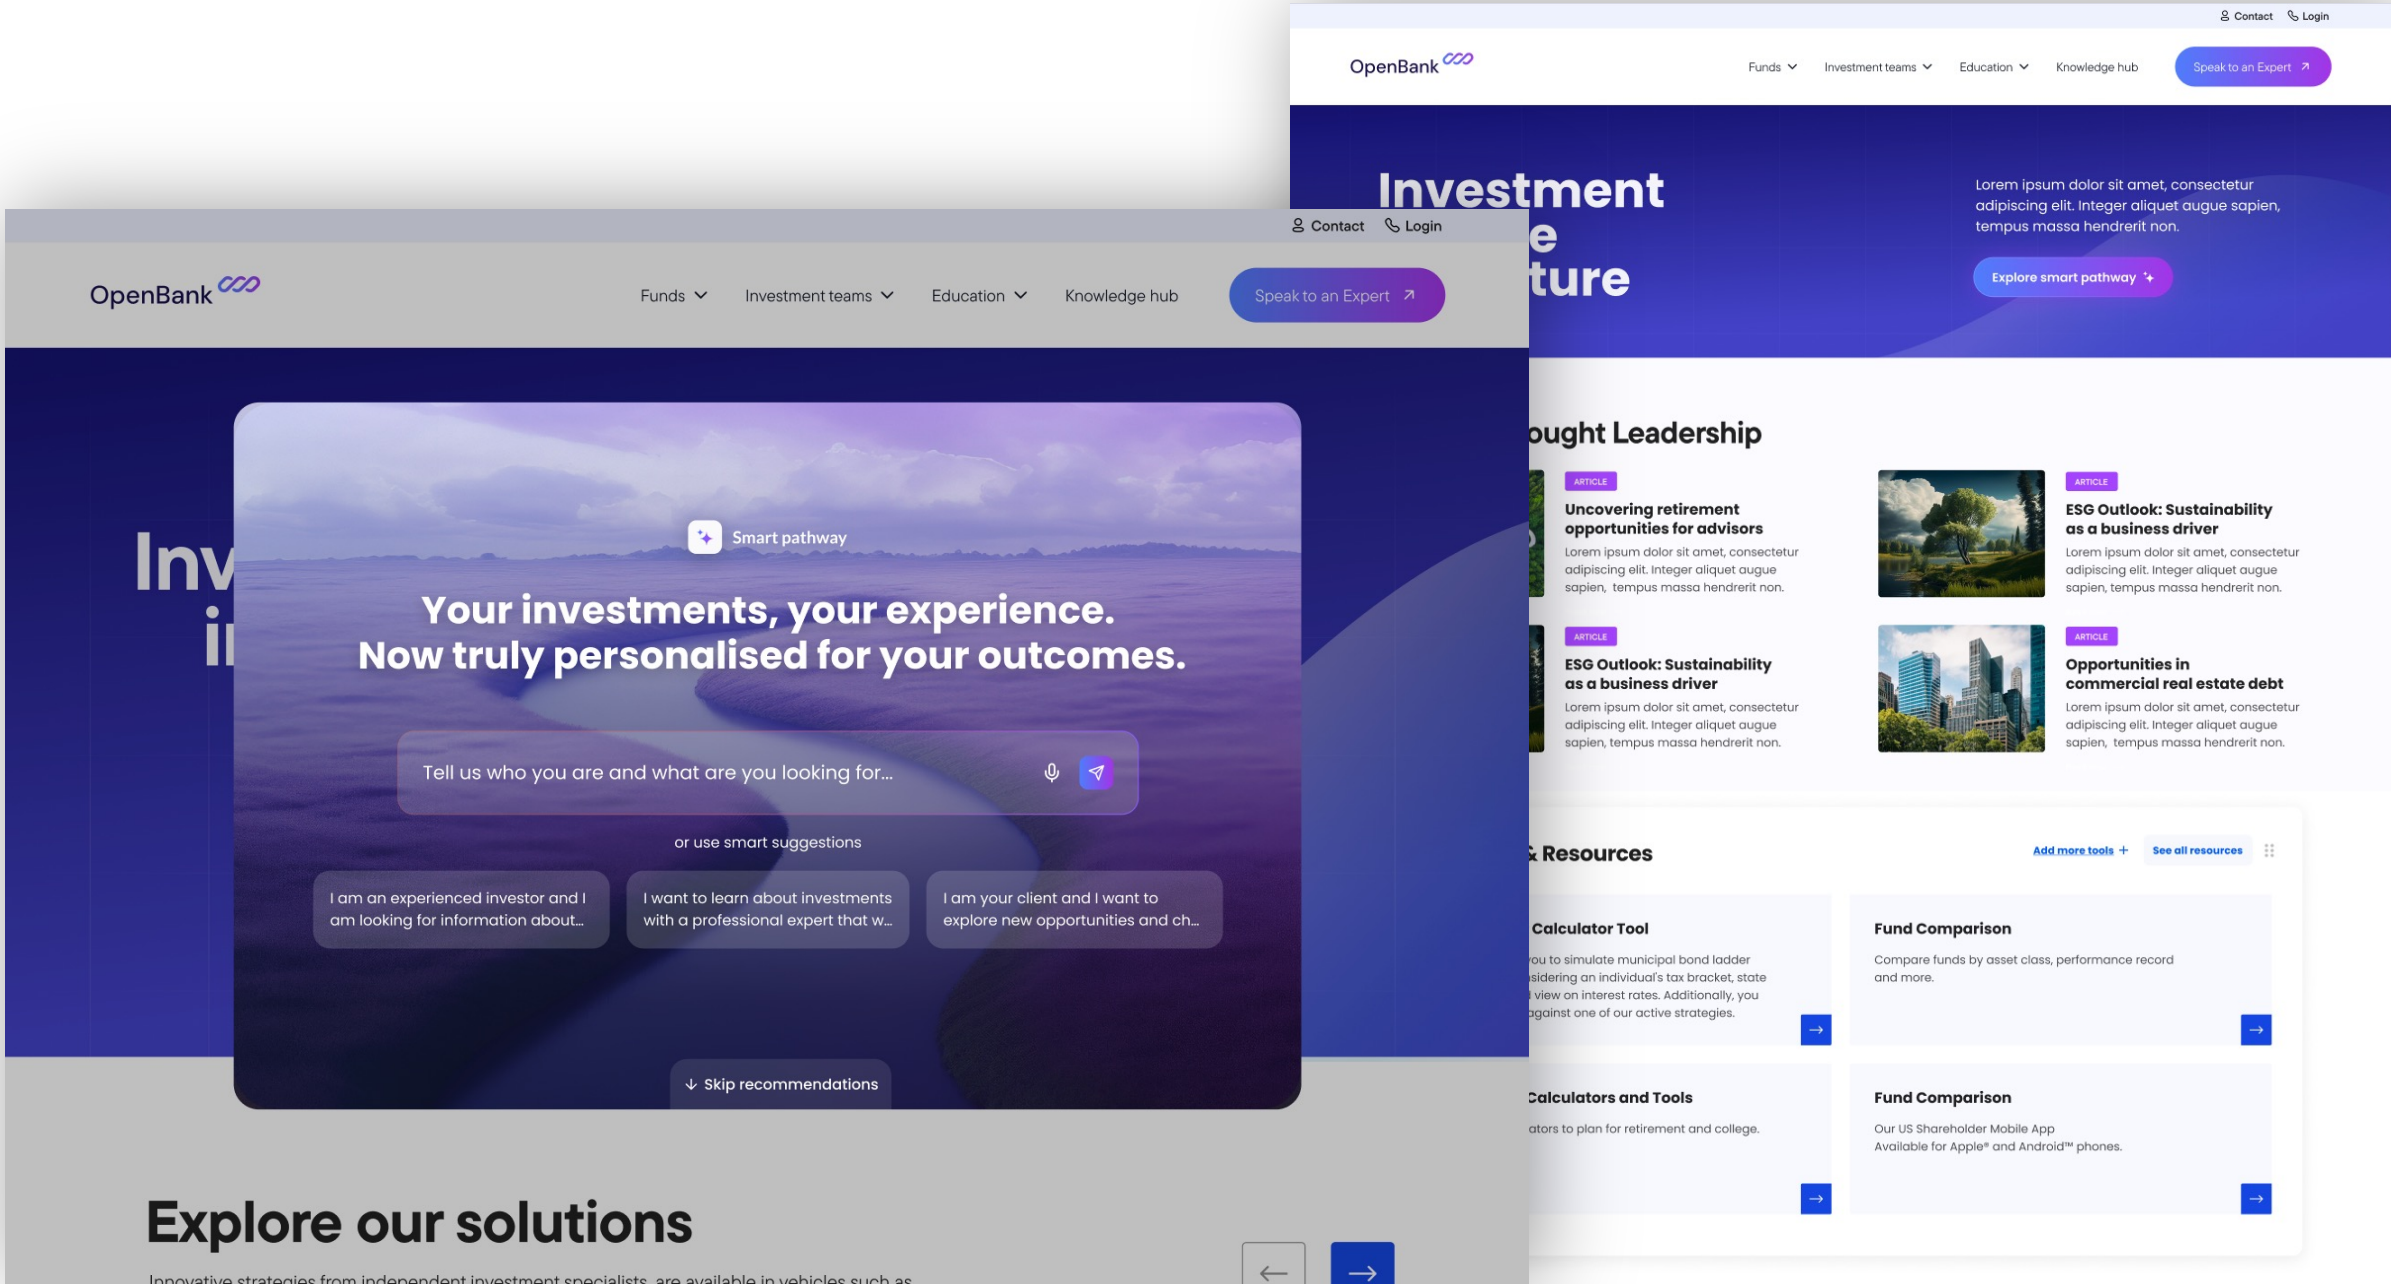 Contact
Login
OpenBank
Funds
Investment teams
Education
Knowledge hub
Speak to an Expert
Investment
ture
Lorem ipsum dolor sit amet, consectetur
adipiscing elit. Integer aliquet augue sapien,
tempus massa hendrerit non.
Explore smart pathway
ought Leadership
ARTICLE
Uncovering retirement
opportunities for advisors
Lorem ipsum dolor sit amet, consectetur
adipiscing elit. Integer aliquet augue
sapien, tempus massa hendrerit non.
ARTICLE
ESG Outlook: Sustainability
as a business driver
Lorem ipsum dolor sit amet, consectetur
adipiscing elit. Integer aliquet augue
sapien, tempus massa hendrerit non.
ARTICLE
ESG Outlook: Sustainability
as a business driver
Lorem ipsum dolor sit amet, consectetur
adipiscing elit. Integer aliquet augue
sapien, tempus massa hendrerit non.
ARTICLE
Opportunities in
commercial real estate debt
Lorem ipsum dolor sit amet, consectetur
adipiscing elit. Integer aliquet augue
sapien, tempus massa hendrerit non.
& Resources
Add more tools +
See all resources
Calculator Tool
you to simulate municipal bond ladder
nsidering an individual's tax bracket, state
view on interest rates. Additionally, you
against one of our active strategies.
Fund Comparison
Compare funds by asset class, performance record
and more.
Calculators and Tools
ators to plan for retirement and college.
Fund Comparison
Our US Shareholder Mobile App
Available for Apple® and Android™ phones.
Contact
Login
OpenBank
Funds
Investment teams
Education
Knowledge hub
Speak to an Expert
Inv
Smart pathway
Your investments, your experience.
Now truly personalised for your outcomes.
Tell us who you are and what are you looking for...
or use smart suggestions
I am an experienced investor and I
am looking for information about...
I want to learn about investments
with a professional expert that w...
I am your client and I want to
explore new opportunities and ch...
Skip recommendations
Explore our solutions
Innovative strategies from independent investment specialists, are available in vehicles such as